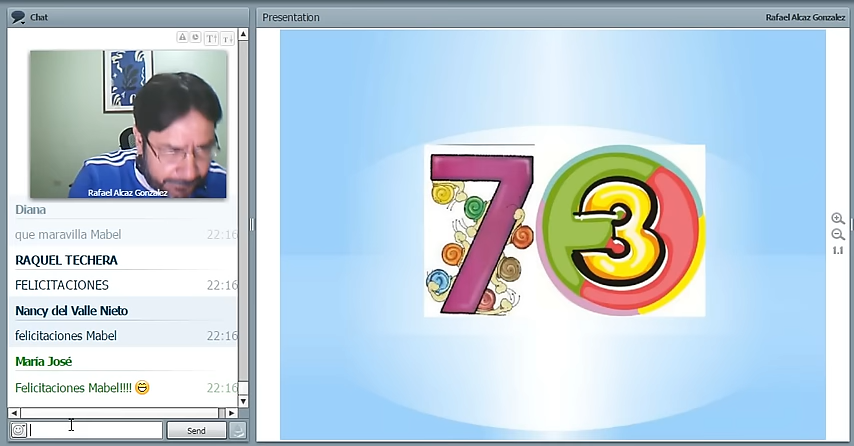 Chat
Rafael Alcaz Gonzalez
Diana
que maravilla Mabel 22:16
RAQUEL TECHERA
FELICITACIONES 22:16
Nancy del Valle Nieto
felicitaciones Mabel 22:16
María José
Felicitaciones Mabel!!!! 22:16
Send
Presentation
Rafael Alcaz Gonzalez
7 3
1:1